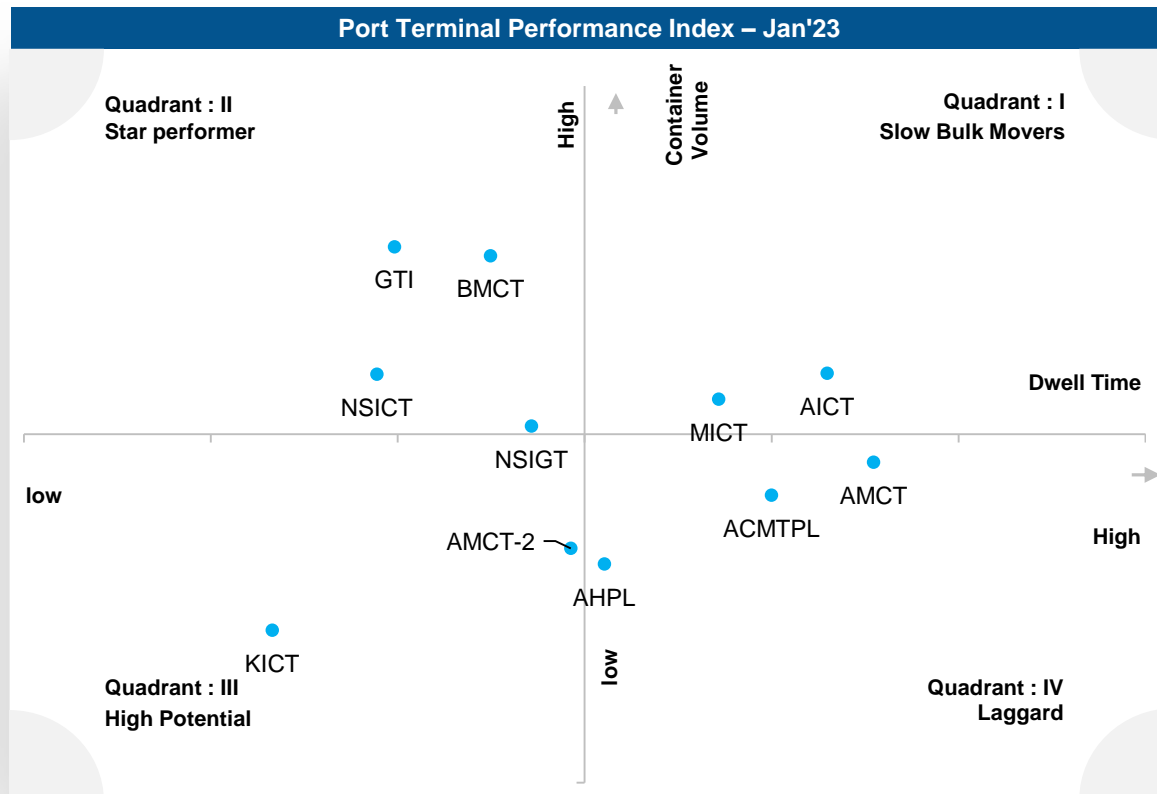 Port Terminal Performance Index – Jan'23
Quadrant : II
Star performer
High
Container
Volume
Quadrant : I
Slow Bulk Movers
GTI
BMCT
NSICT
NSIGT
MICT
AICT
Dwell Time
low
AMCT
ACMTPL
High
AMCT-2
AHPL
KICT
low
Quadrant : III
High Potential
Quadrant : IV
Laggard